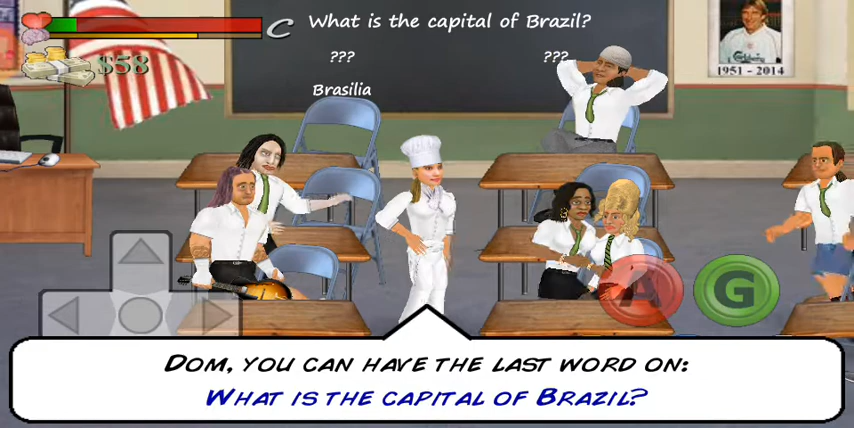 What is the capital of Brazil?
???
???
Brasilia
C
$58
Carlsberg
1951 - 2014
A
G
DOM, YOU CAN HAVE THE LAST WORD ON:
WHAT IS THE CAPITAL OF BRAZIL?